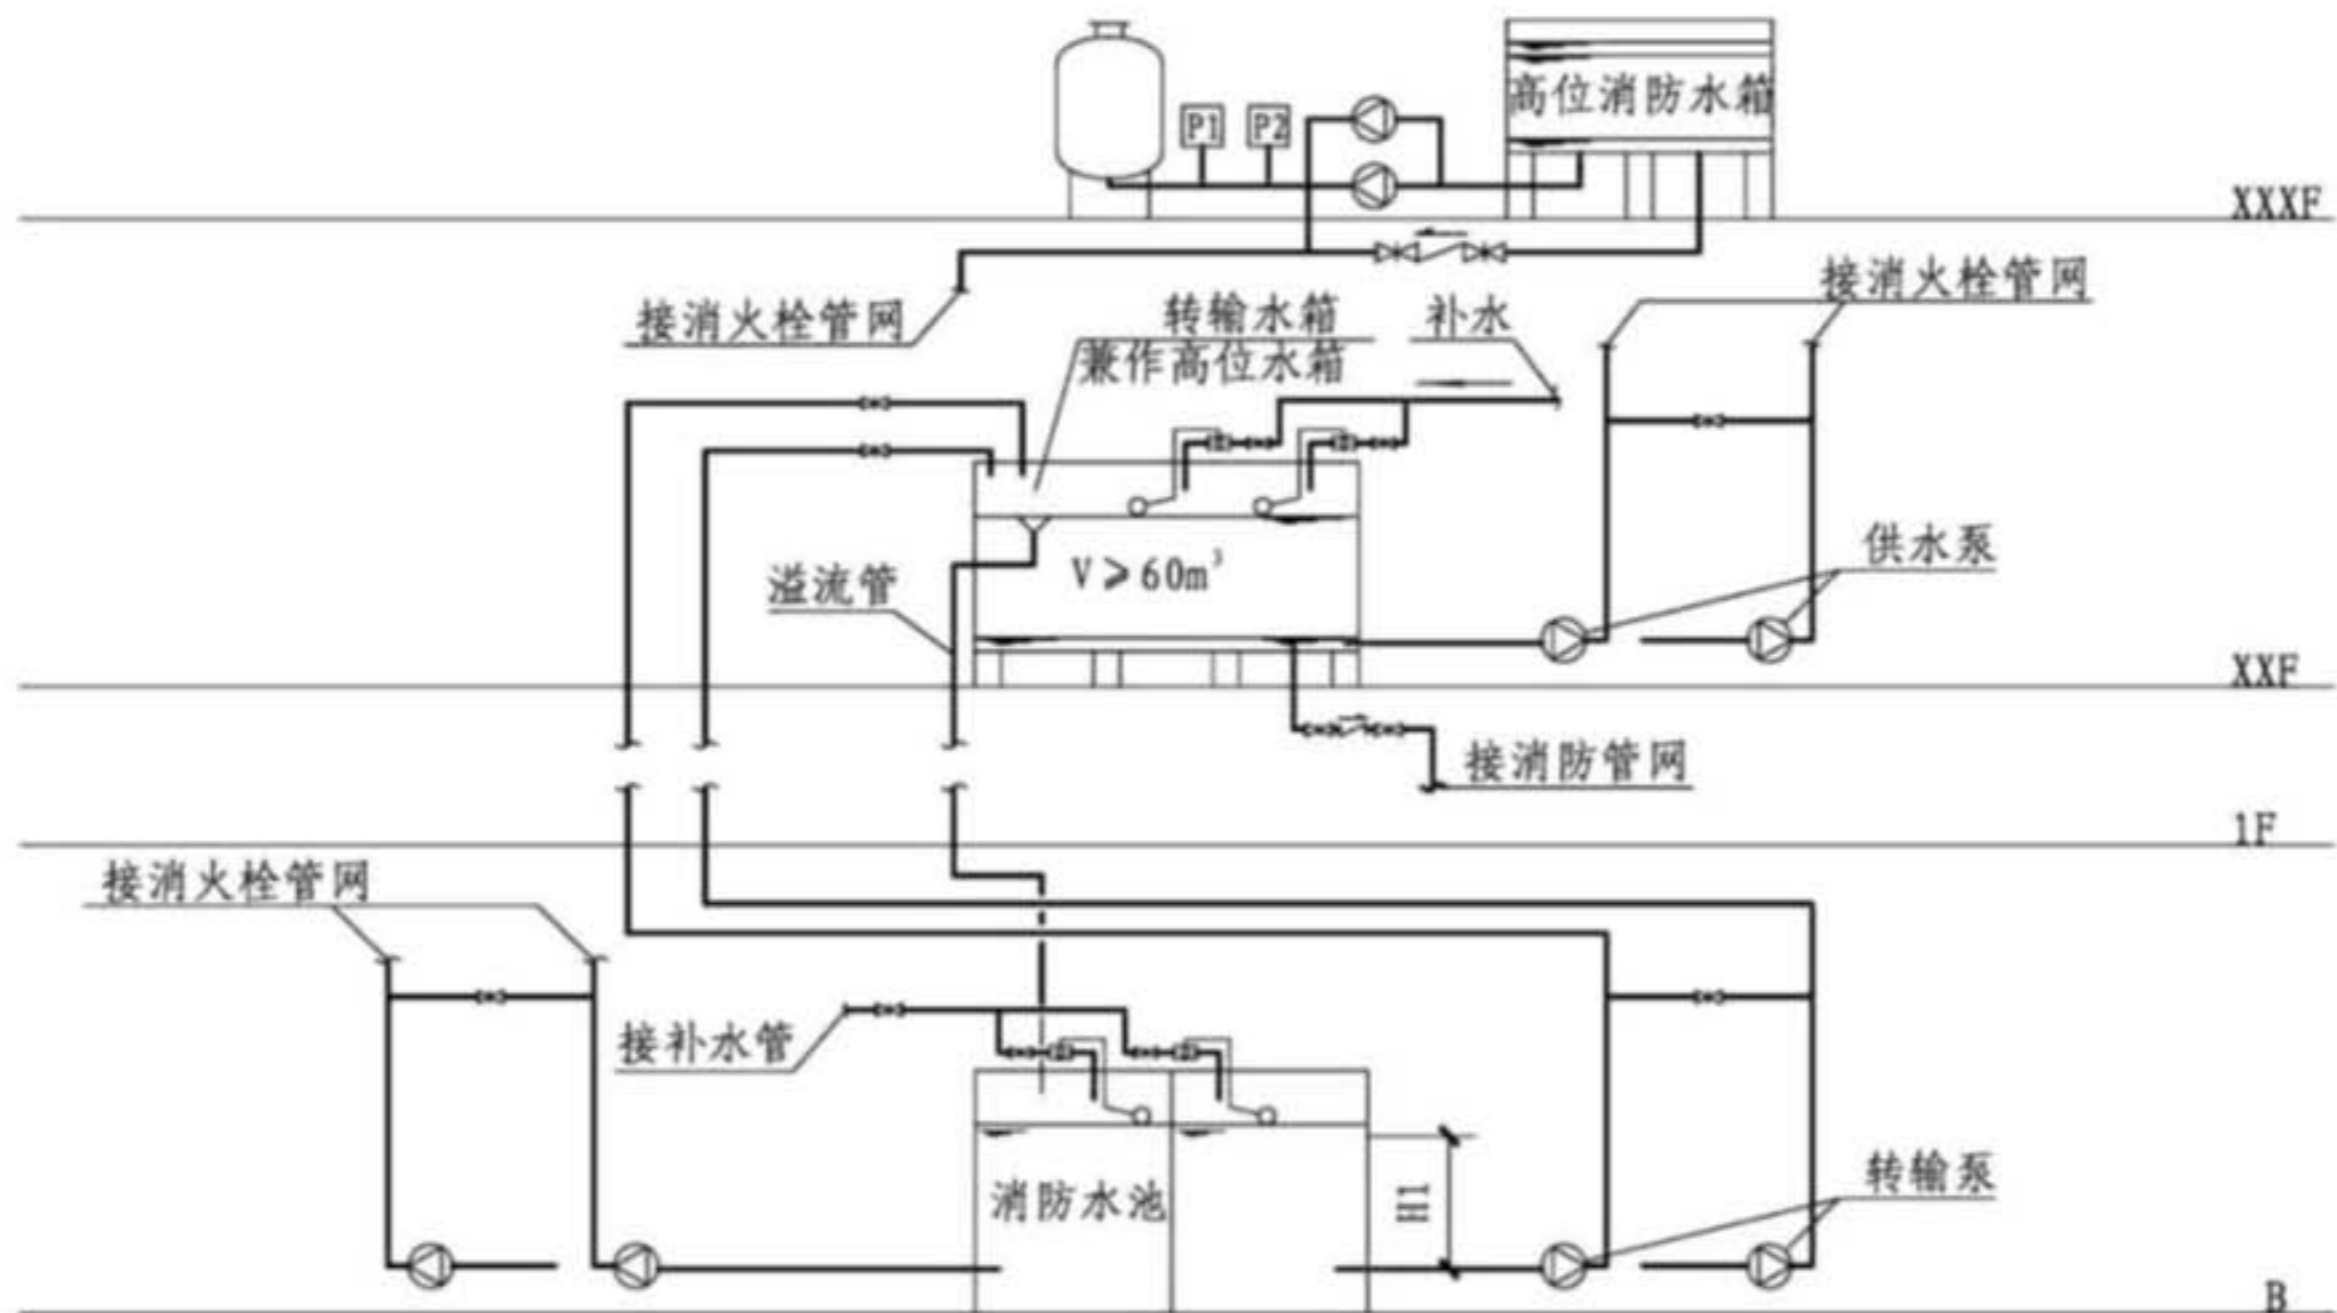 高位消防水箱
P1
P2
XXXF
接消火栓管网
接消火栓管网
转输水箱
兼作高位水箱
补水
供水泵
溢流管
V≥60m³
XXF
接消防管网
1F
接消火栓管网
接补水管
消防水池
H1
转输泵
B